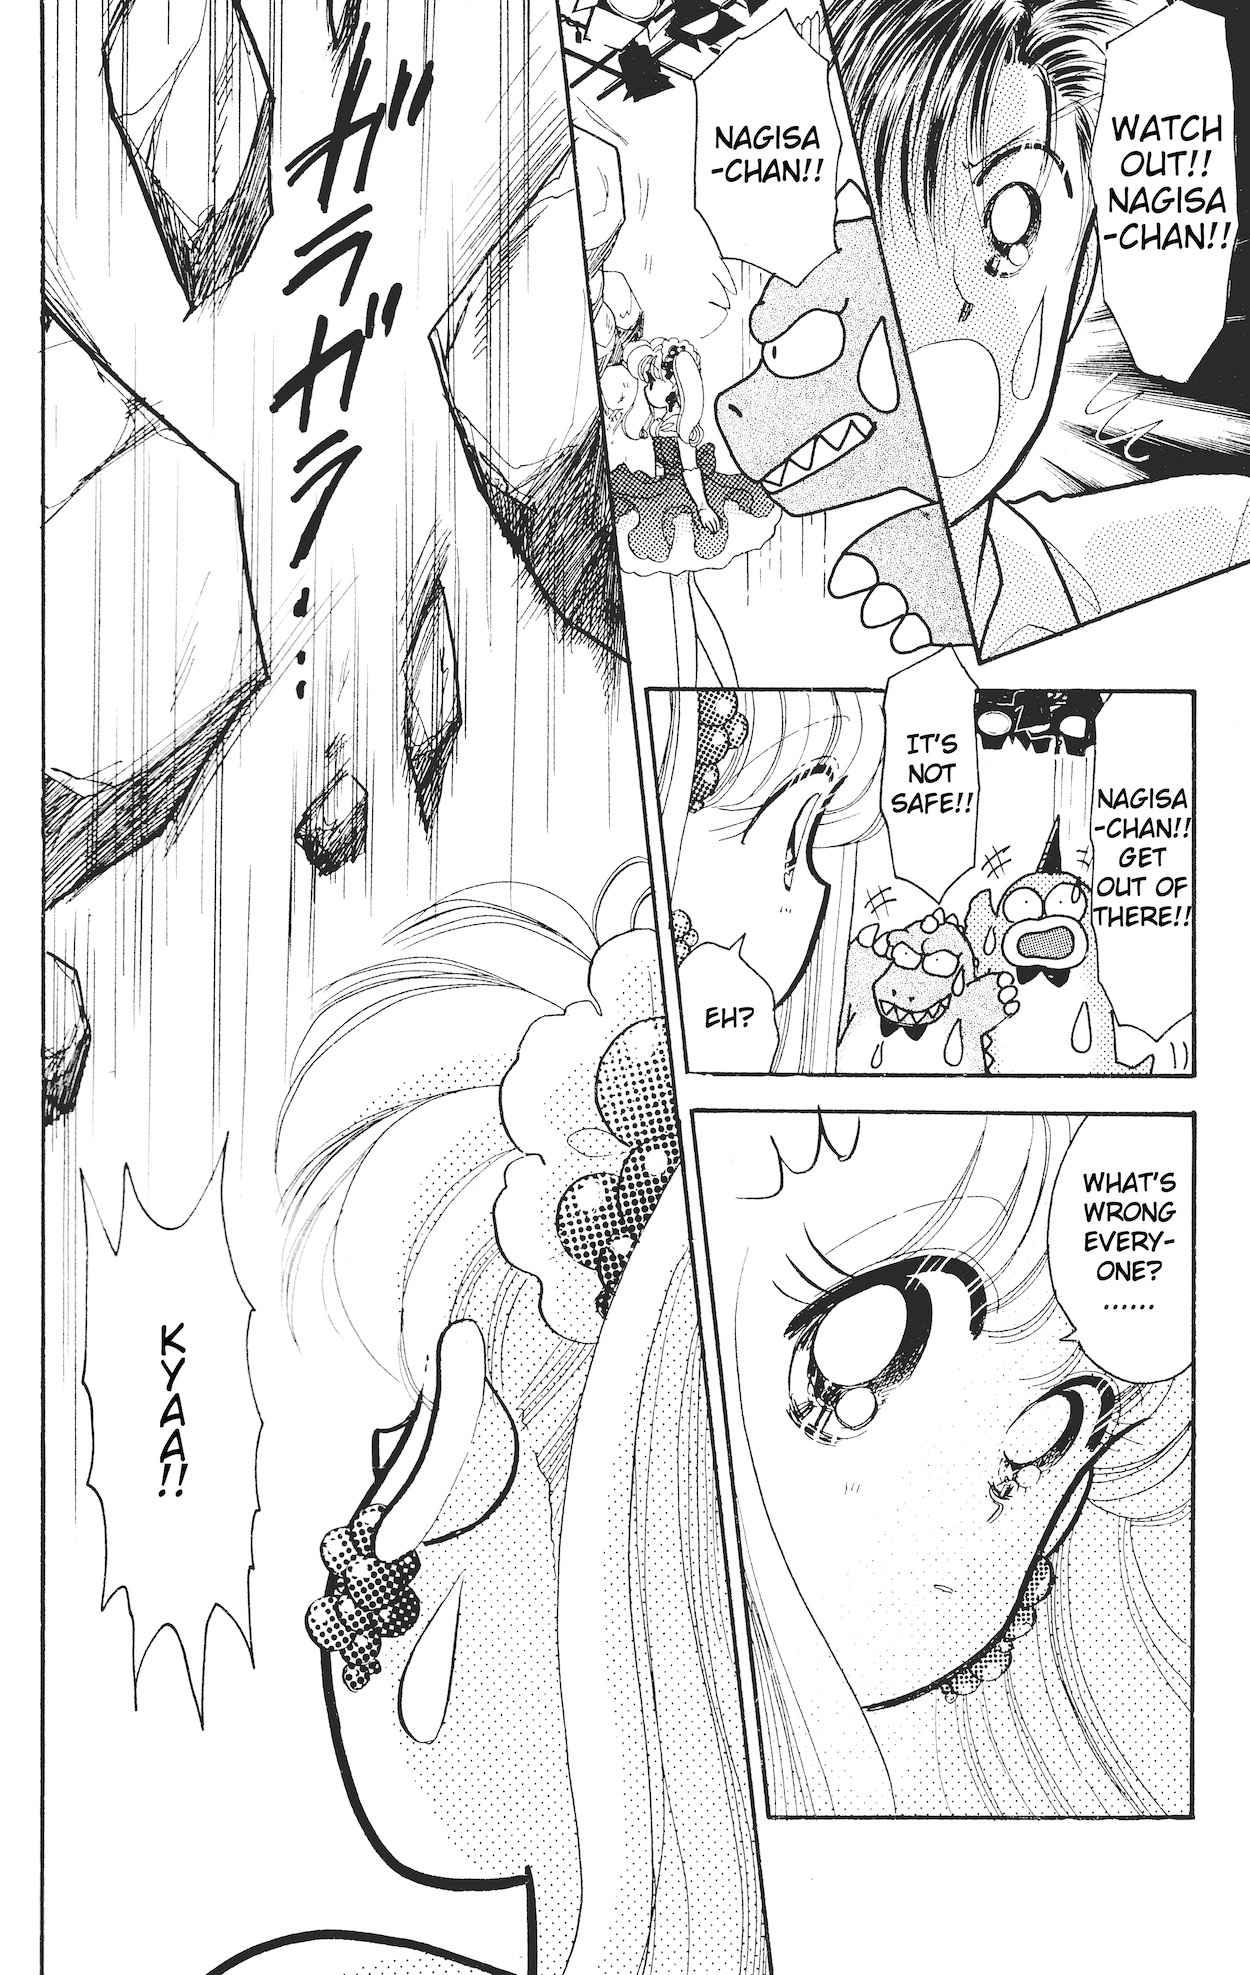 WATCH
OUT!!
NAGISA
-CHAN!!
NAGISA
-CHAN!!
NAGISA
-CHAN!!
GET
OUT OF
THERE!!
IT'S
NOT
SAFE!!
EH?
WHAT'S
WRONG
EVERY-
ONE?
......
ガラガラ...
KYAA!!